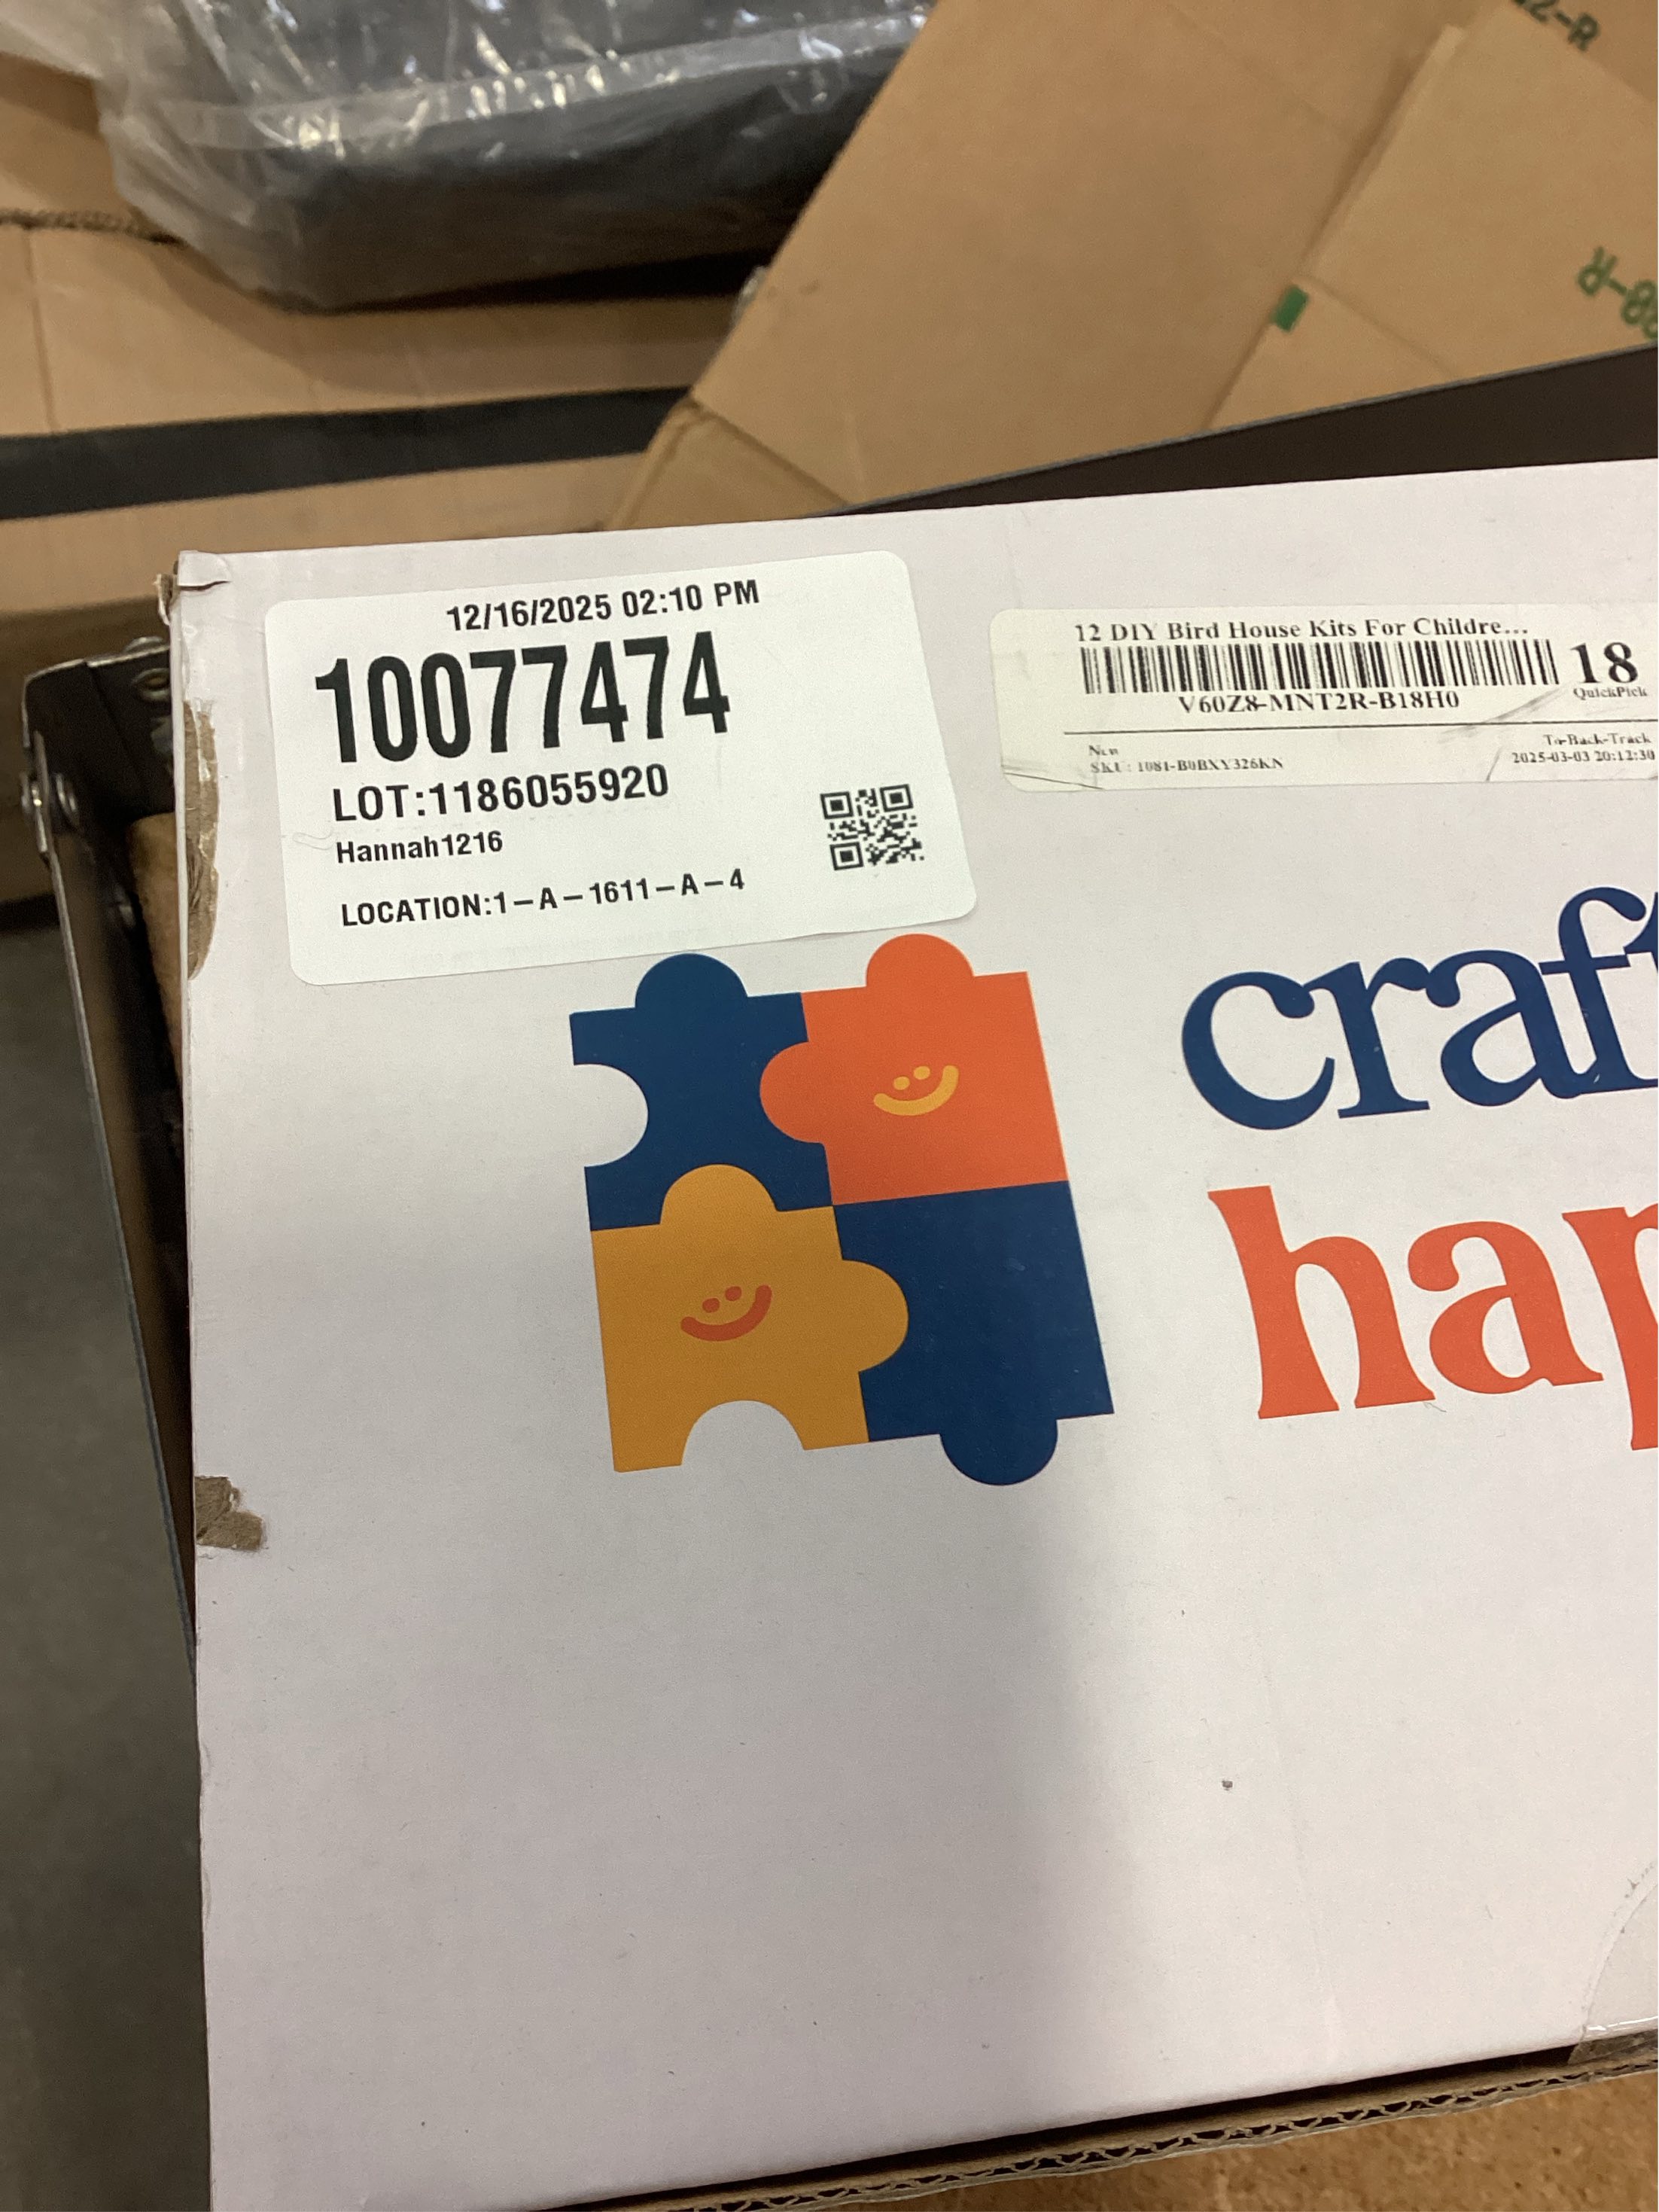 12/16/2025 02:10 PM
10077474
LOT:1186055920
Hannah1216
LOCATION:1-A-1611-A-4
12 DIY Bird House Kits For Childre...
18
QuickPick
V60Z8-MNT2R-B18H0
New
To-Back-Track
SKU: 1081-B0BXY326KN
2025-03-03 20:12:30
craft
hap